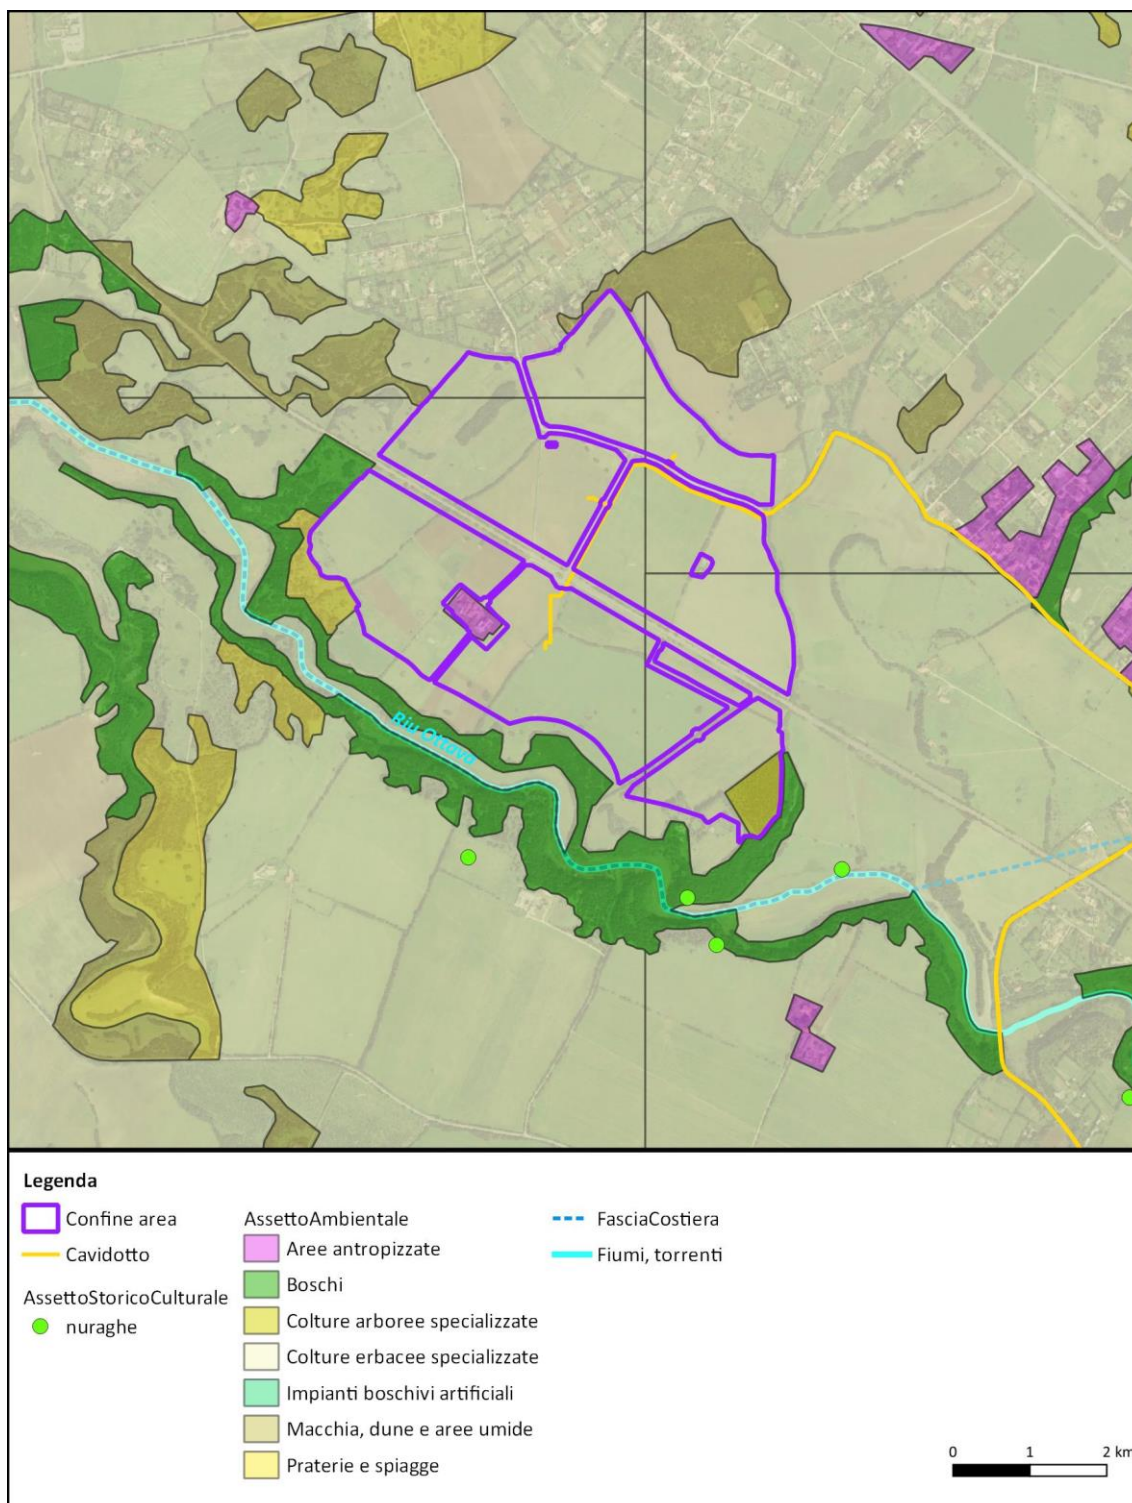 Riu Ottava
Legenda
Confine area
Cavidotto
AssettoStoricoCulturale
nuraghe
AssettoAmbientale
Aree antropizzate
Boschi
Colture arboree specializzate
Colture erbacee specializzate
Impianti boschivi artificiali
Macchia, dune e aree umide
Praterie e spiagge
FasciaCostiera
Fiumi, torrenti
0 1 2 km